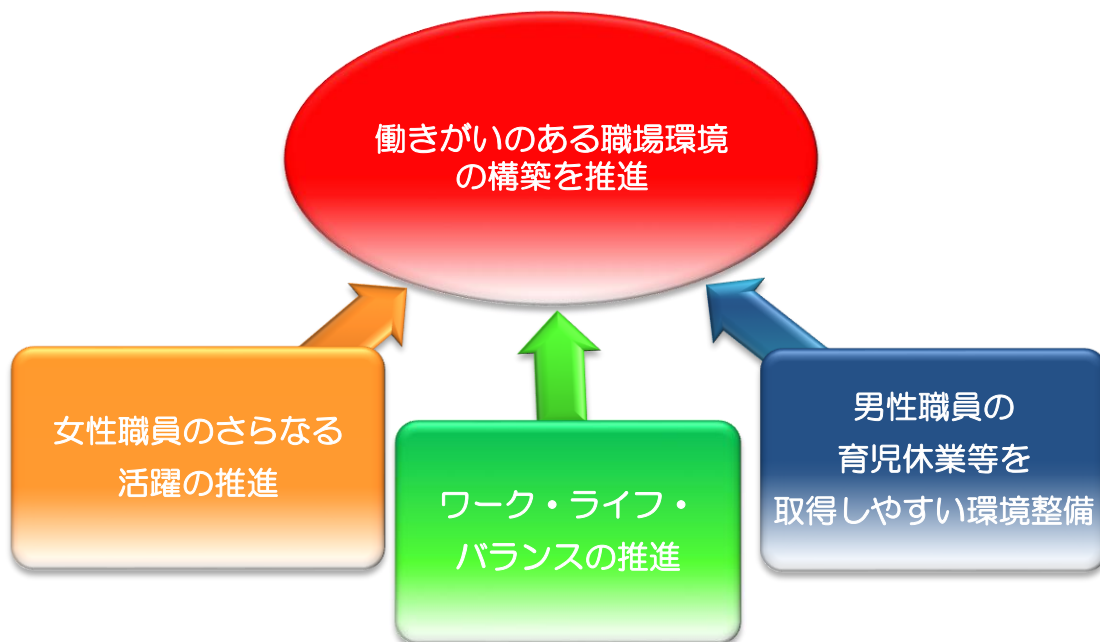 働きがいのある職場環境
の構築を推進
女性職員のさらなる
活躍の推進
ワーク・ライフ・
バランスの推進
男性職員の
育児休業等を
取得しやすい環境整備